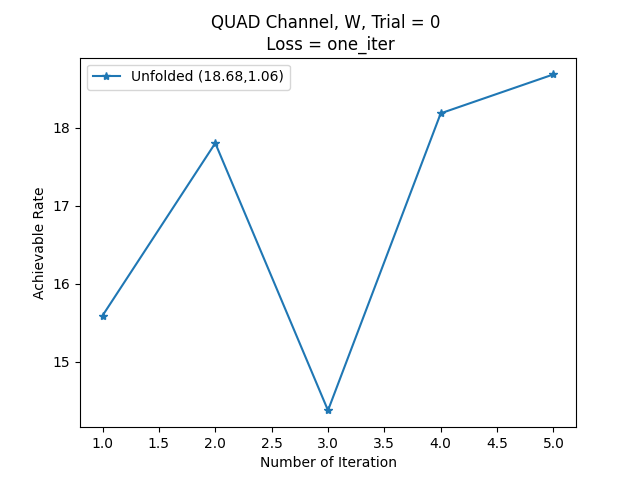 QUAD Channel, W, Trial = 0
Loss = one_iter
Unfolded (18.68,1.06)
18
17
16
15
Achievable Rate
1.0 1.5 2.0 2.5 3.0 3.5 4.0 4.5 5.0
Number of Iteration